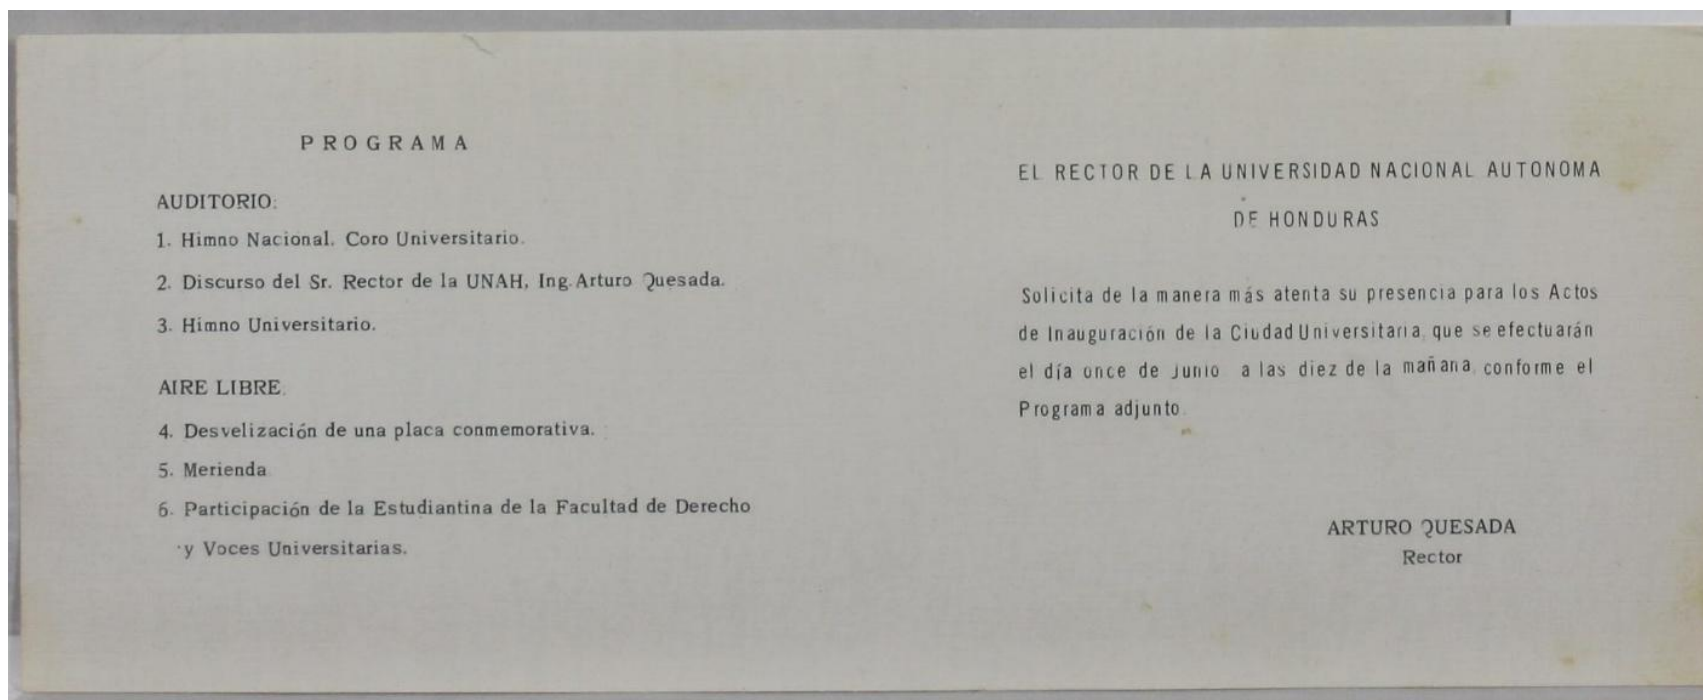 PROGRAMA
AUDITORIO:
1. Himno Nacional. Coro Universitario.
2. Discurso del Sr. Rector de la UNAH, Ing. Arturo Quesada.
3. Himno Universitario.
AIRE LIBRE.
4. Desvelización de una placa conmemorativa.
5. Merienda
6. Participación de la Estudiantina de la Facultad de Derecho
y Voces Universitarias.
EL RECTOR DE LA UNIVERSIDAD NACIONAL AUTONOMA
DE HONDURAS
Solicita de la manera más atenta su presencia para los Actos
de Inauguración de la Ciudad Universitaria, que se efectuarán
el día once de junio a las diez de la mañana, conforme el
Programa adjunto.
ARTURO QUESADA
Rector